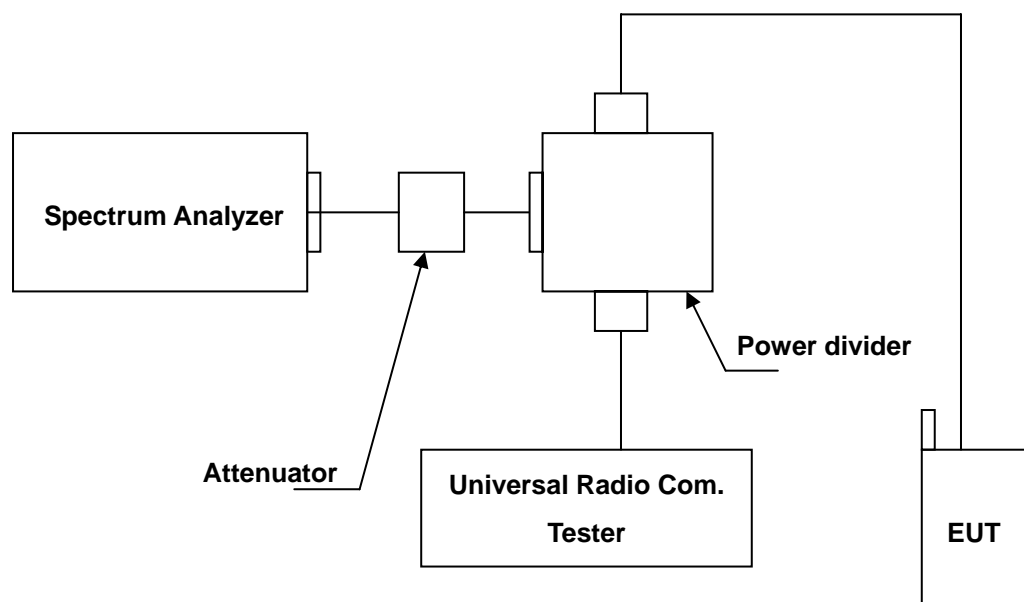 Spectrum Analyzer
Power divider
Attenuator
Universal Radio Com.
Tester
EUT